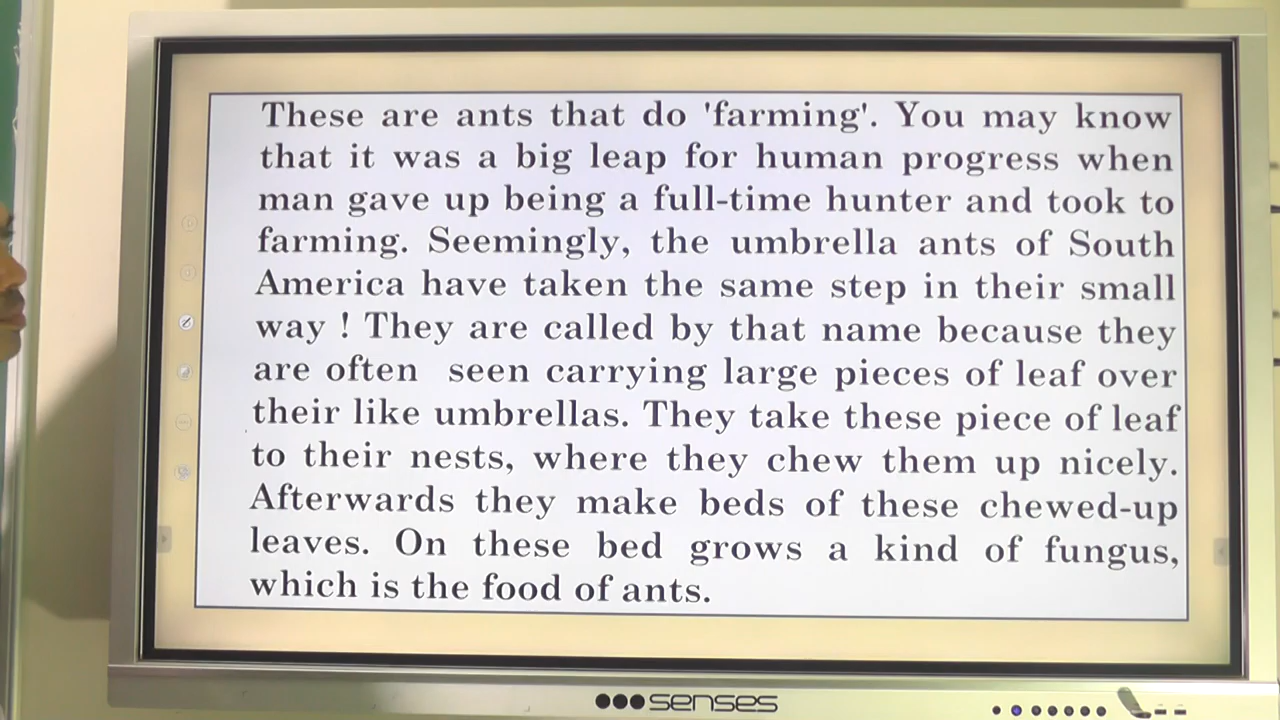 These are ants that do 'farming'. You may know
that it was a big leap for human progress when
man gave up being a full-time hunter and took to
farming. Seemingly, the umbrella ants of South
America have taken the same step in their small
way ! They are called by that name because they
are often seen carrying large pieces of leaf over
their like umbrellas. They take these piece of leaf
to their nests, where they chew them up nicely.
Afterwards they make beds of these chewed-up
leaves. On these bed grows a kind of fungus,
which is the food of ants.
senses